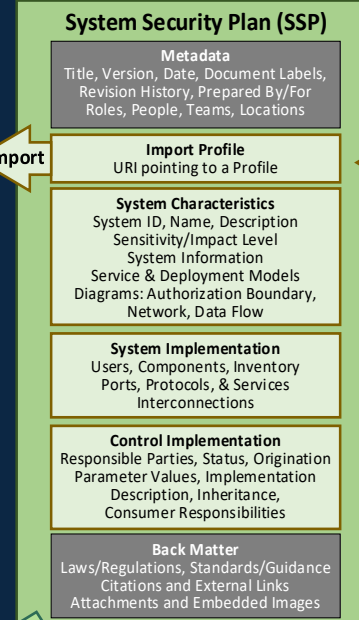 System Security Plan (SSP)
Metadata
Title, Version, Date, Document Labels,
Revision History, Prepared By/For
Roles, People, Teams, Locations
mport
Import Profile
URI pointing to a Profile
System Characteristics
System ID, Name, Description
Sensitivity/Impact Level
System Information
Service & Deployment Models
Diagrams: Authorization Boundary,
Network, Data Flow
System Implementation
Users, Components, Inventory
Ports, Protocols, & Services
Interconnections
Control Implementation
Responsible Parties, Status, Origination
Parameter Values, Implementation
Description, Inheritance,
Consumer Responsibilities
Back Matter
Laws/Regulations, Standards/Guidance
Citations and External Links
Attachments and Embedded Images